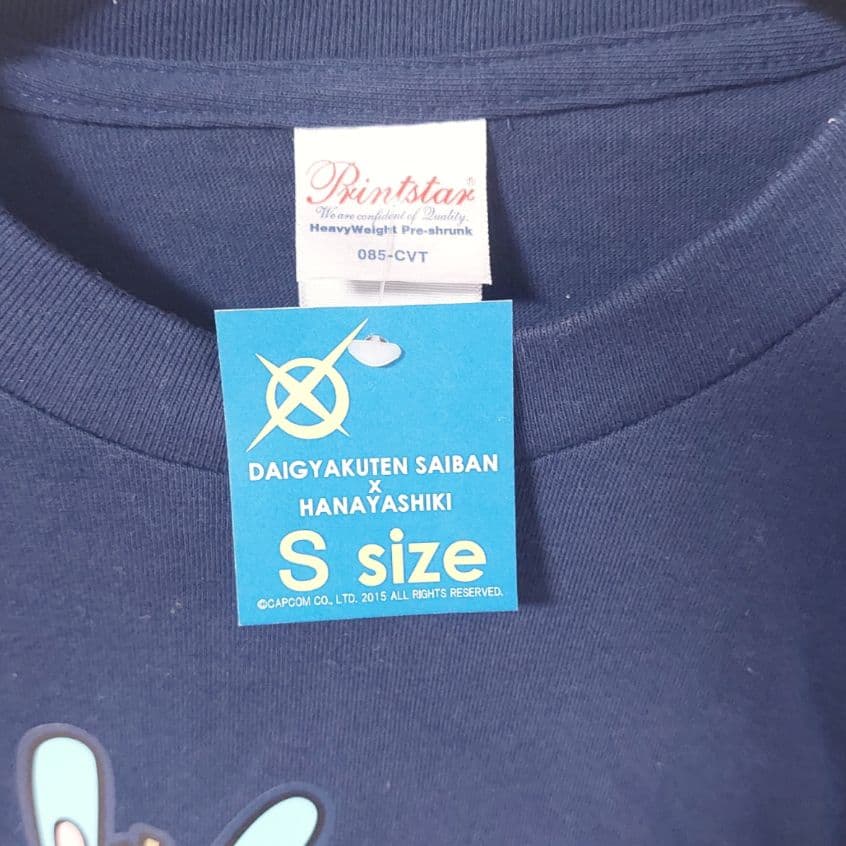 Printstar®
We are confident of Quality.
HeavyWeight Pre-shrunk
085-CVT
DAIGYAKUTEN SAIBAN
x
HANAYASHIKI
S size
©CAPCOM CO., LTD. 2015 ALL RIGHTS RESERVED.